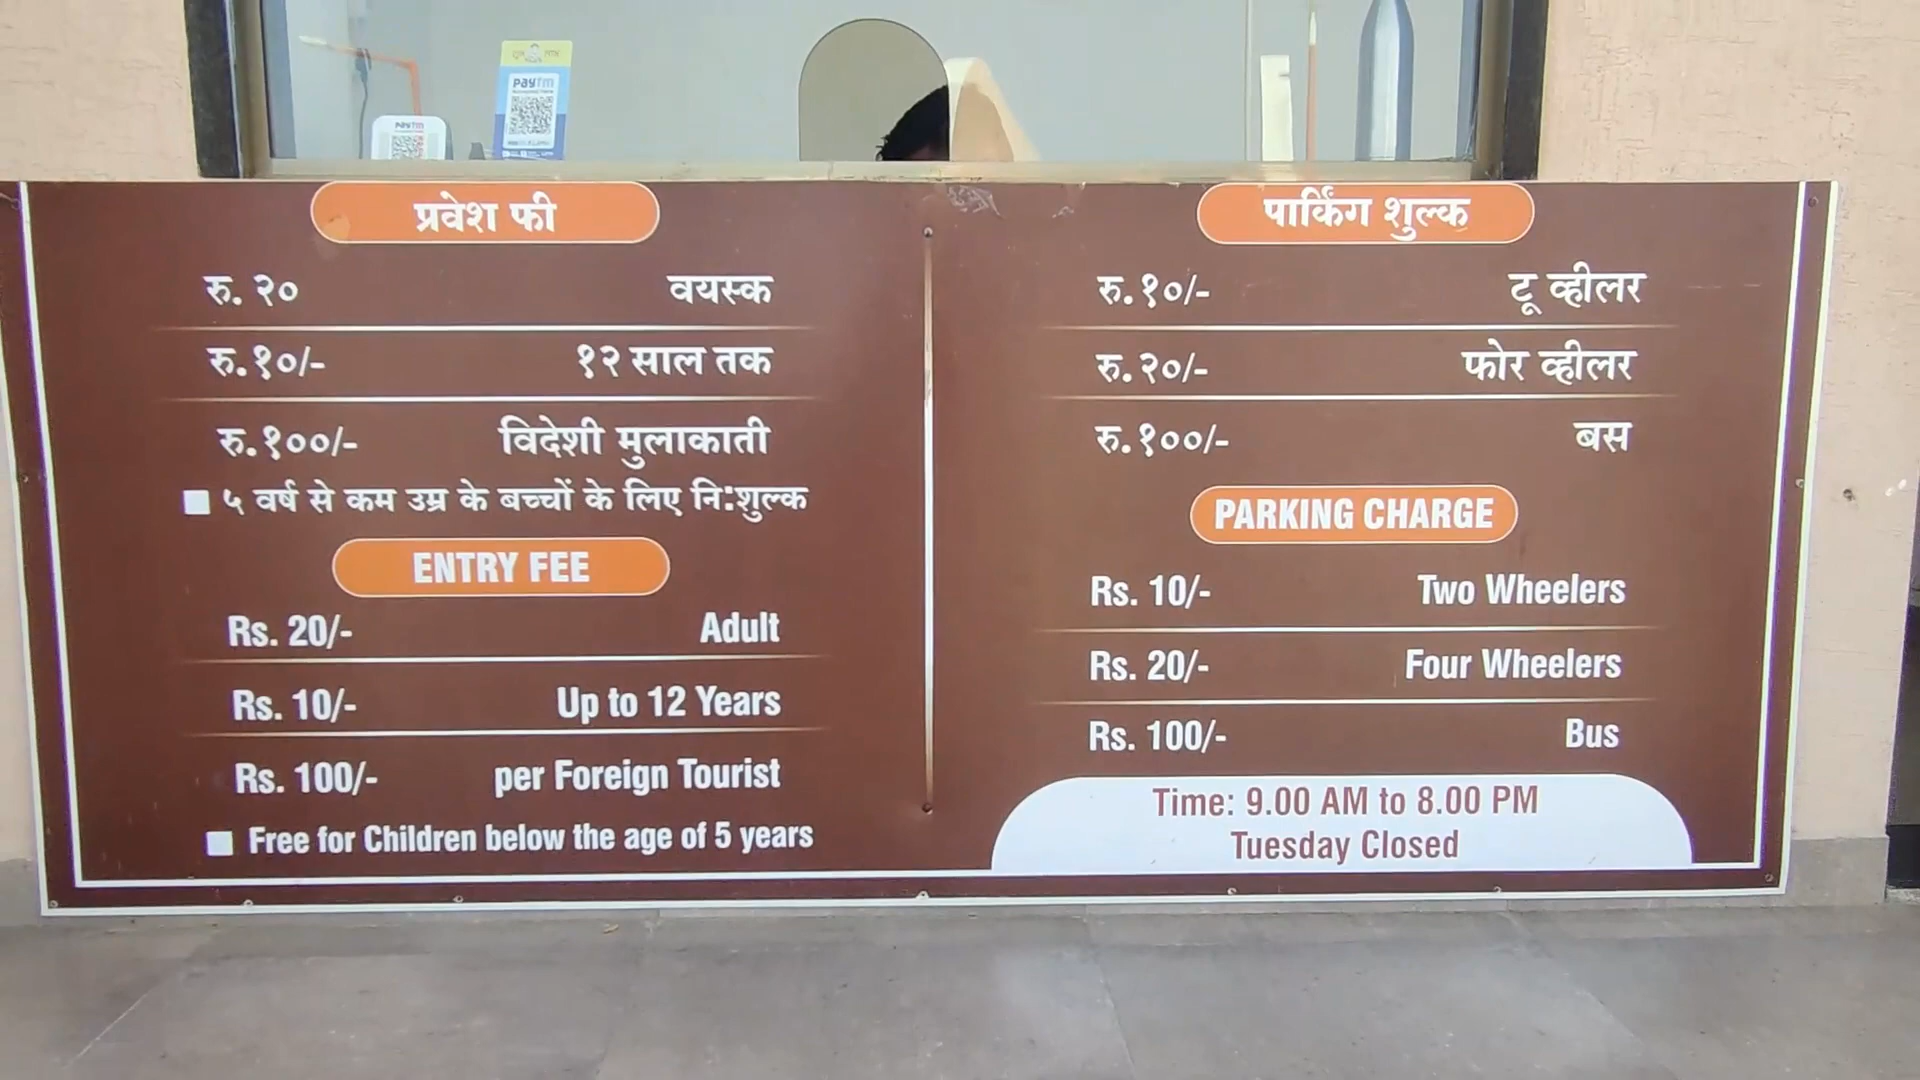 paytm
paytm
प्रवेश फी
रु. २० वयस्क
रु.१०/- १२ साल तक
रु.१००/- विदेशी मुलाकाती
५ वर्ष से कम उम्र के बच्चों के लिए नि:शुल्क
ENTRY FEE
Rs. 20/- Adult
Rs. 10/- Up to 12 Years
Rs. 100/- per Foreign Tourist
Free for Children below the age of 5 years
पार्किंग शुल्क
रु.१०/- टू व्हीलर
रु.२०/- फोर व्हीलर
रु.१००/- बस
PARKING CHARGE
Rs. 10/- Two Wheelers
Rs. 20/- Four Wheelers
Rs. 100/- Bus
Time: 9.00 AM to 8.00 PM
Tuesday Closed